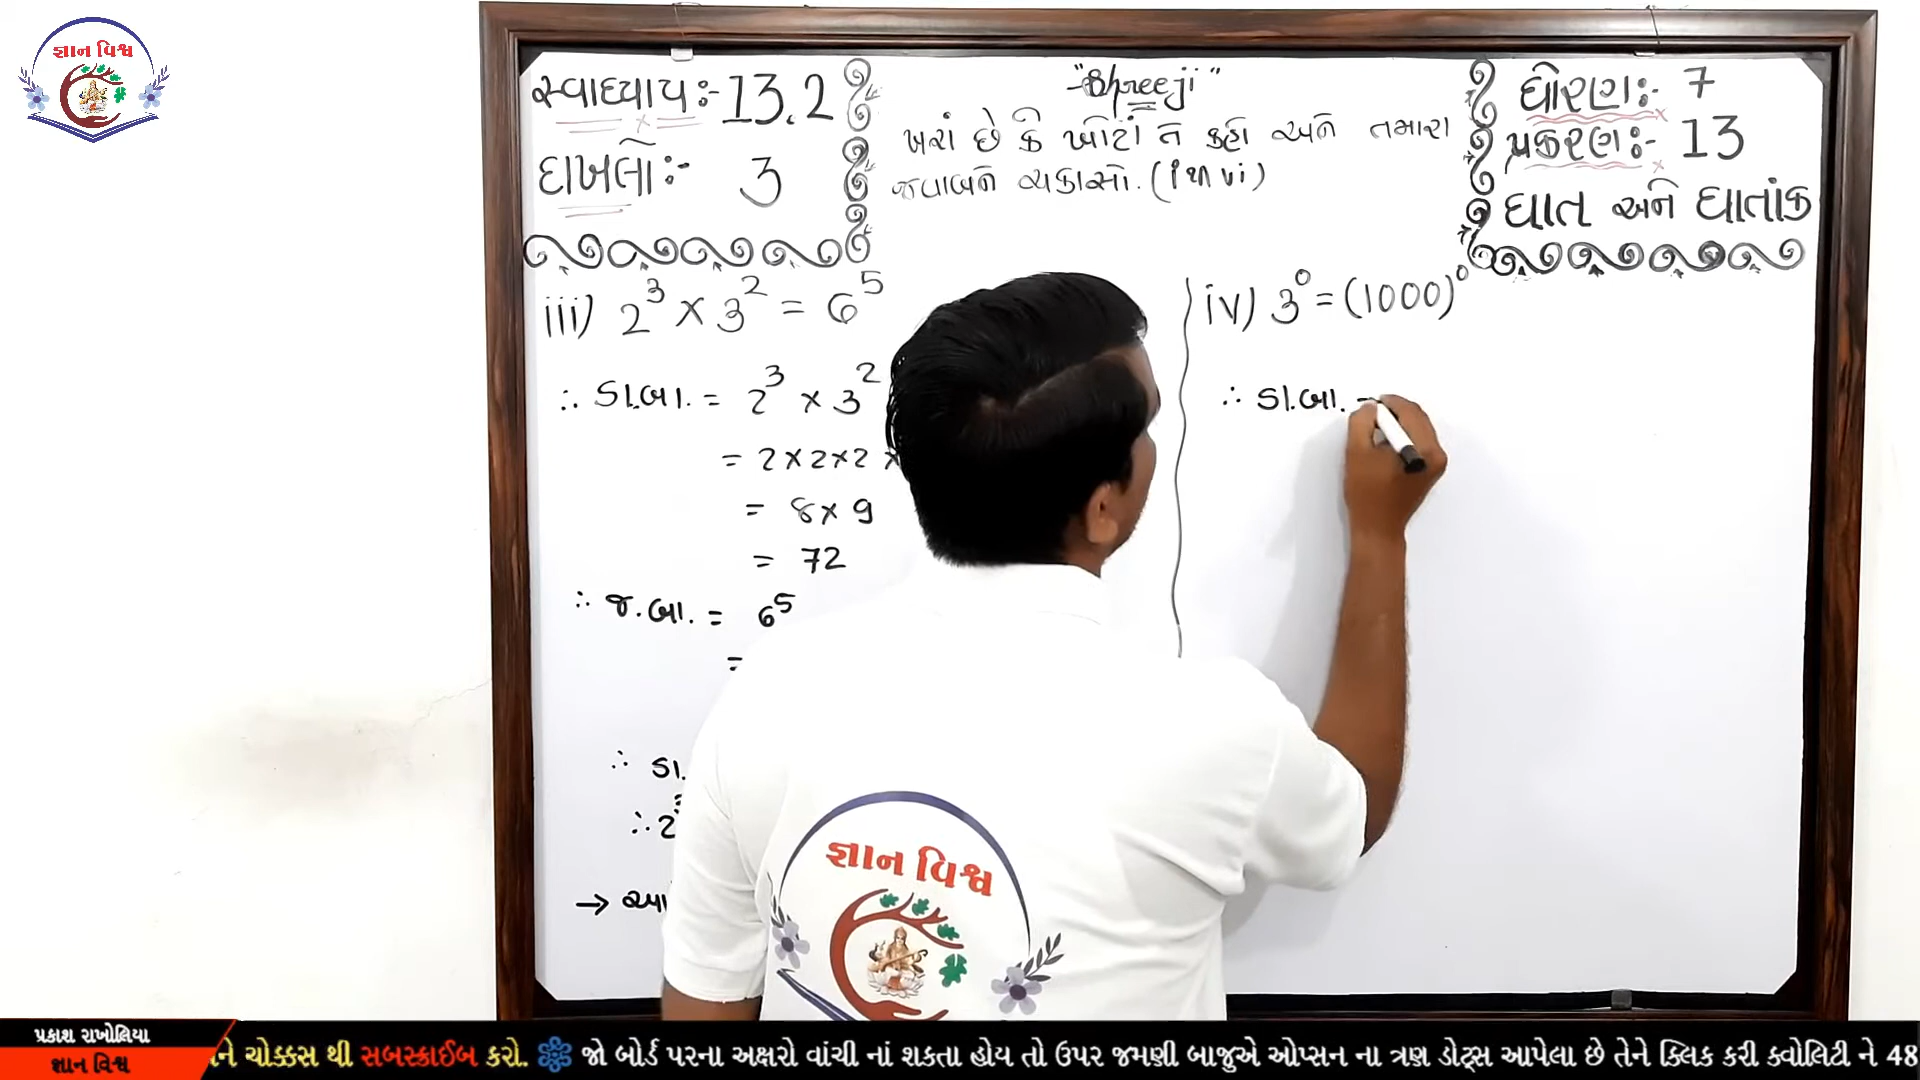 જ્ઞાન વિશ્વ
સ્વાધ્યાય:- 13.2
દાખલો:- 3
"Shreeji"
ખરાં છે કે ખોટાં તે કહો અને તમારા
જવાબને ચકાસો. (i થી vi)
ધોરણ:- 7
પ્રકરણ:- 13
ઘાત અને ઘાતાંક
iii) 2³ × 3² = 6⁵
∴ ડા.બા. = 2³ × 3²
= 2×2×2 ×
= 8 × 9
= 72
∴ જ.બા. = 6⁵
=
∴ ડા.
∴ 2
→ આ
iv) 3⁰ = (1000)⁰
∴ ડા.બા. =
જ્ઞાન વિશ્વ
પ્રકાશ રાખોલિયા
જ્ઞાન વિશ્વ
ને ચોક્કસ થી સબસ્ક્રાઈબ કરો. જો બોર્ડ પરના અક્ષરો વાંચી નાં શકતા હોય તો ઉપર જમણી બાજુએ ઓપ્સન ના ત્રણ ડોટ્સ આપેલા છે તેને ક્લિક કરી ક્વોલિટી ને 48